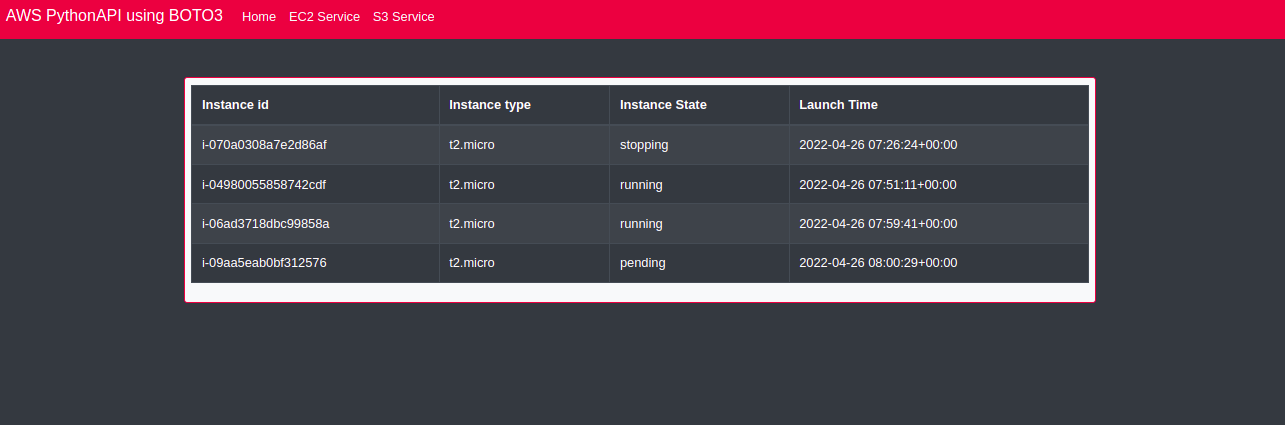 AWS PythonAPI using BOTO3 Home EC2 Service S3 Service
Instance id Instance type Instance State Launch Time
i-070a0308a7e2d86af t2.micro stopping 2022-04-26 07:26:24+00:00
i-04980055858742cdf t2.micro running 2022-04-26 07:51:11+00:00
i-06ad3718dbc99858a t2.micro running 2022-04-26 07:59:41+00:00
i-09aa5eab0bf312576 t2.micro pending 2022-04-26 08:00:29+00:00